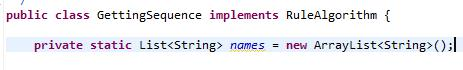 public class GettingSequence implements RuleAlgorithm {
private static List<String> names = new ArrayList<String>();